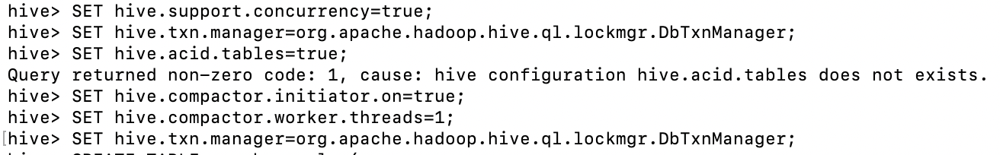 hive> SET hive.support.concurrency=true;
hive> SET hive.txn.manager=org.apache.hadoop.hive.ql.lockmgr.DbTxnManager;
hive> SET hive.acid.tables=true;
Query returned non-zero code: 1, cause: hive configuration hive.acid.tables does not exists.
hive> SET hive.compactor.initiator.on=true;
hive> SET hive.compactor.worker.threads=1;
[hive> SET hive.txn.manager=org.apache.hadoop.hive.ql.lockmgr.DbTxnManager;